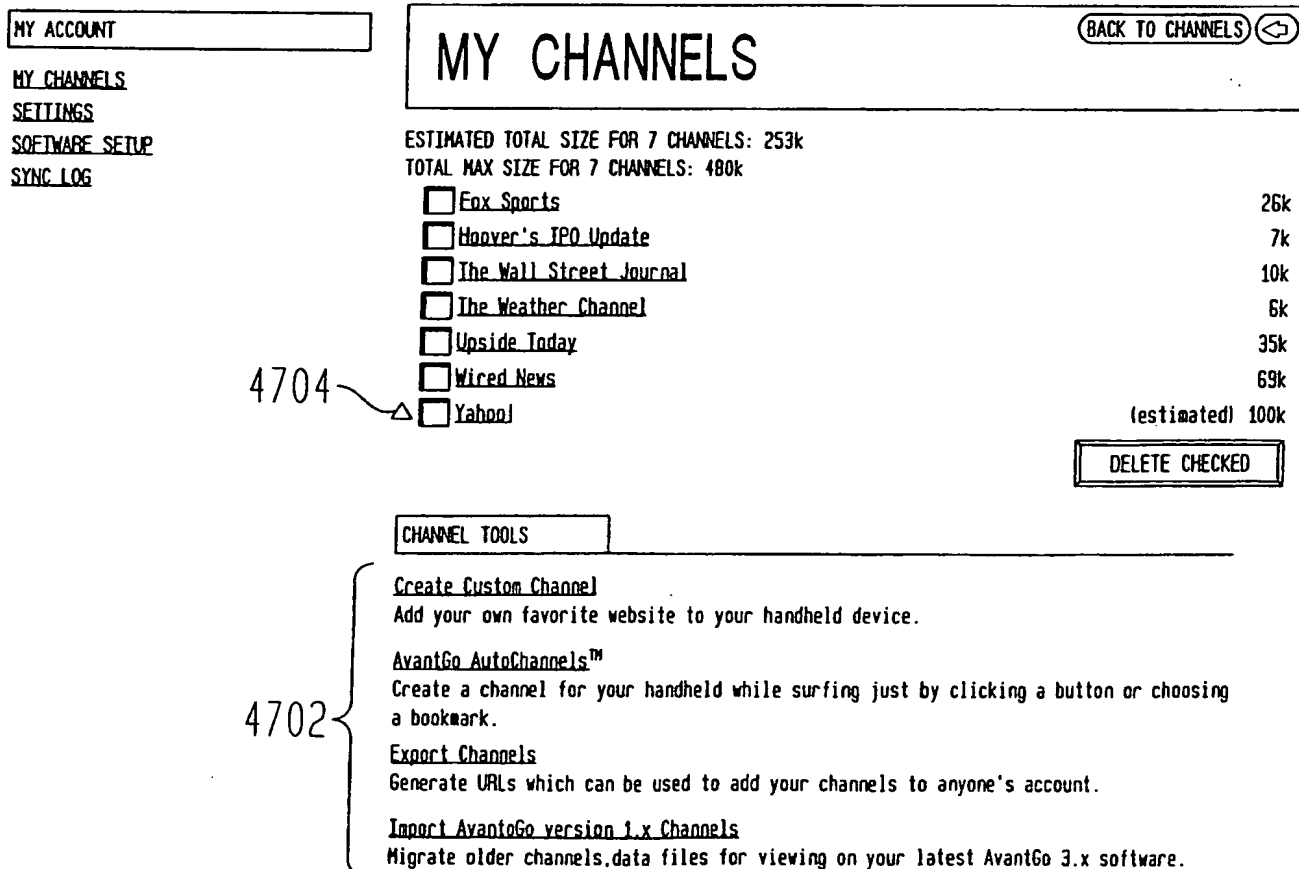 MY ACCOUNT
MY CHANNELS
SETTINGS
SOFTWARE SETUP
SYNC LOG
MY CHANNELS
BACK TO CHANNELS
ESTIMATED TOTAL SIZE FOR 7 CHANNELS: 253k
TOTAL MAX SIZE FOR 7 CHANNELS: 480k
Fox Sports 26k
Hoover's IPO Update 7k
The Wall Street Journal 10k
The Weather Channel 6k
Upside Today 35k
Wired News 69k
4704 Yahoo! (estimated) 100k
DELETE CHECKED
CHANNEL TOOLS
Create Custom Channel
Add your own favorite website to your handheld device.
AvantGo AutoChannels™
Create a channel for your handheld while surfing just by clicking a button or choosing
a bookmark.
4702
Export Channels
Generate URLs which can be used to add your channels to anyone's account.
Import AvantoGo version 1.x Channels
Migrate older channels,data files for viewing on your latest AvantGo 3.x software.